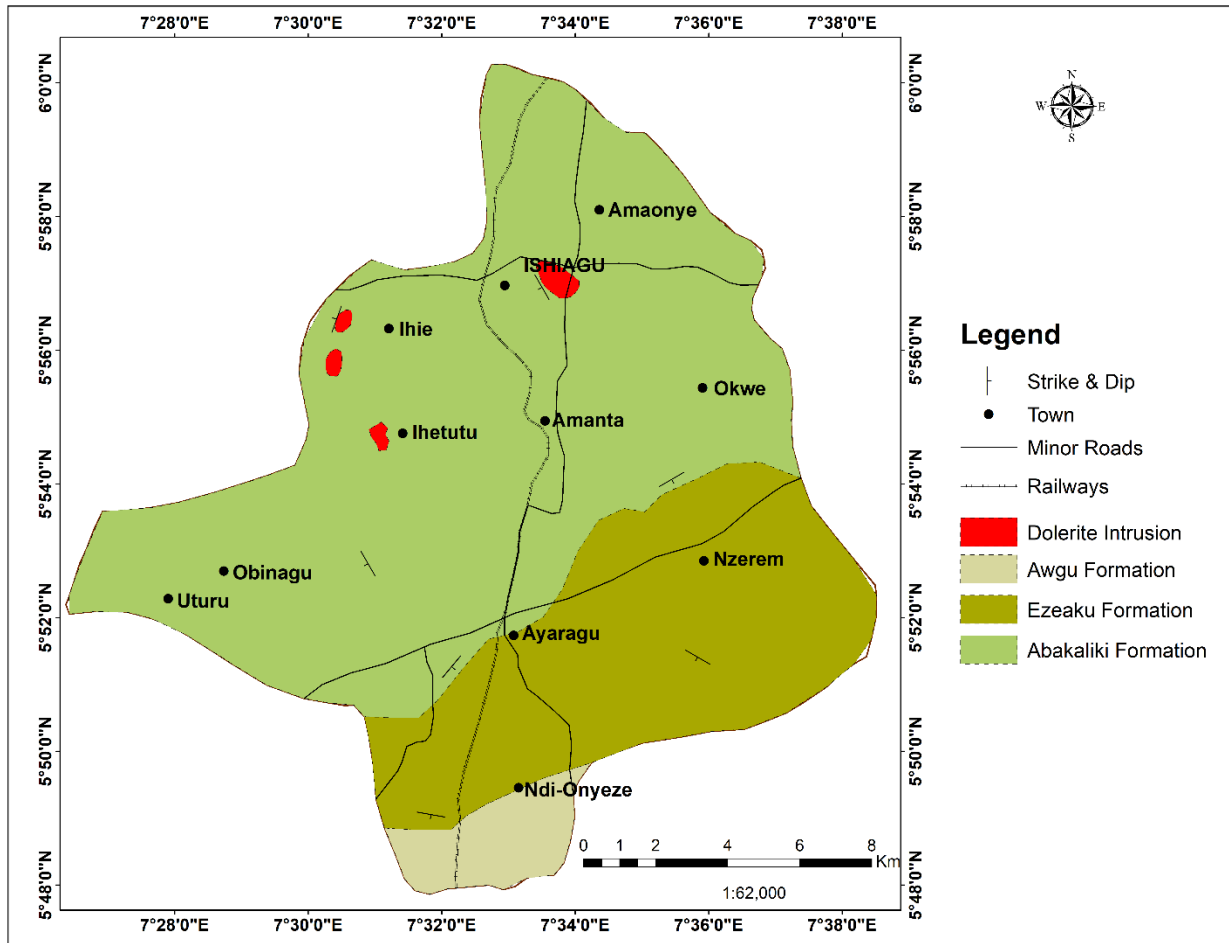 7°28'0"E 7°30'0"E 7°32'0"E 7°34'0"E 7°36'0"E 7°38'0"E
6°0'0"N 6°0'0"N
N
W E
S
5°58'0"N 5°58'0"N
Amaonye
ISHIAGU
Ihie
5°56'0"N 5°56'0"N
Okwe
Amanta
Ihetutu
5°54'0"N 5°54'0"N
Nzerem
Obinagu
Uturu
5°52'0"N 5°52'0"N
Ayaragu
5°50'0"N 5°50'0"N
Ndi-Onyeze
5°48'0"N 5°48'0"N
Legend
Strike & Dip
Town
Minor Roads
Railways
Dolerite Intrusion
Awgu Formation
Ezeaku Formation
Abakaliki Formation
0 1 2 4 6 8
Km
1:62,000
7°28'0"E 7°30'0"E 7°32'0"E 7°34'0"E 7°36'0"E 7°38'0"E